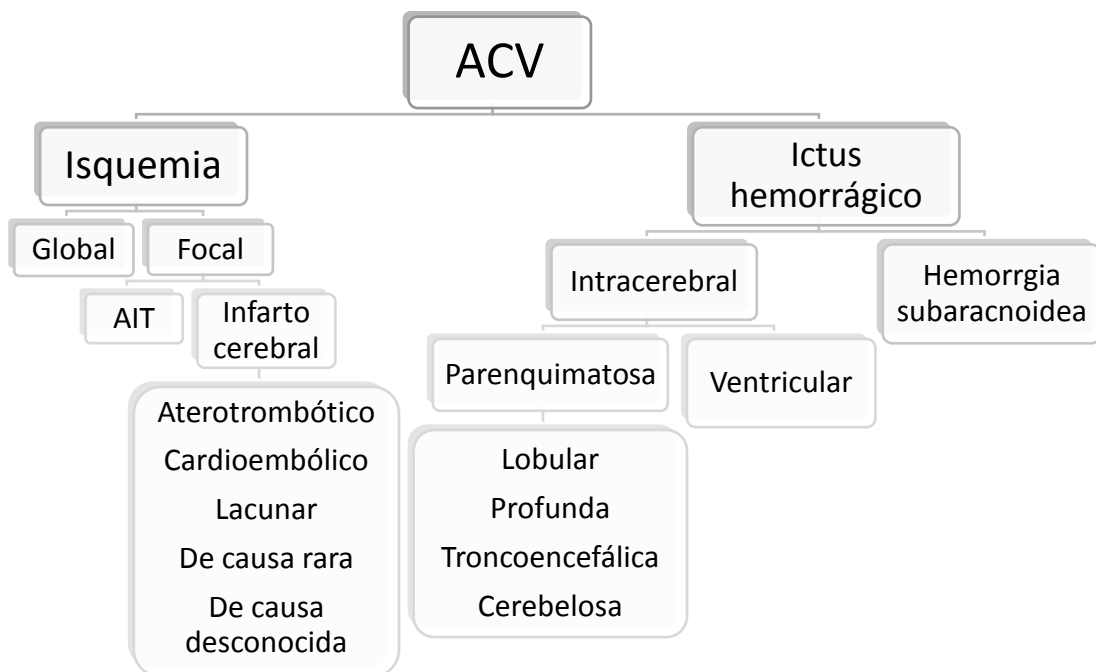 ACV
Isquemia
Ictus
hemorrágico
Global
Focal
Intracerebral
Hemorrgia
subaracnoidea
AIT
Infarto
cerebral
Parenquimatosa
Ventricular
Aterotrombótico
Cardioembólico
Lacunar
De causa rara
De causa
desconocida
Lobular
Profunda
Troncoencefálica
Cerebelosa